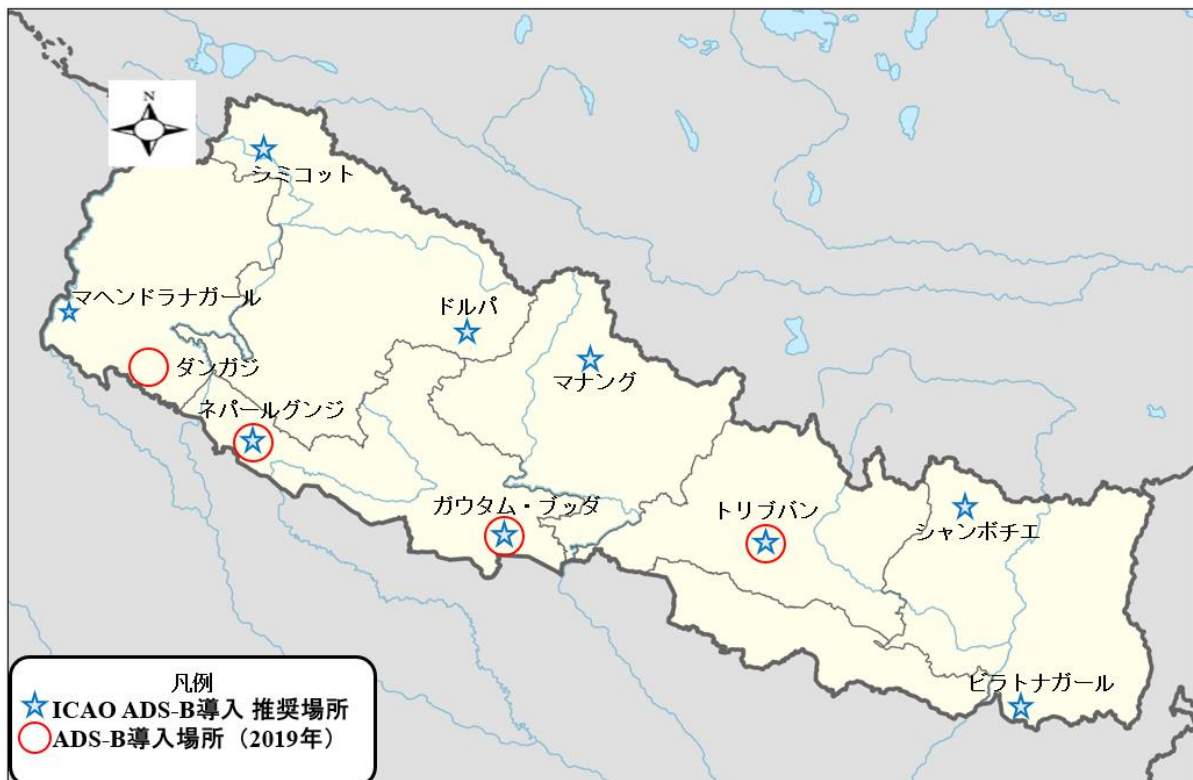 N
シミコット
マヘンドラナガール
ドルパ
マナング
ダンガジ
ネパールグンジ
ガウタム・ブッダ
トリブバン
シャンボチエ
ビラトナガール
凡例
ICAO ADS-B導入 推奨場所
ADS-B導入場所（2019年）